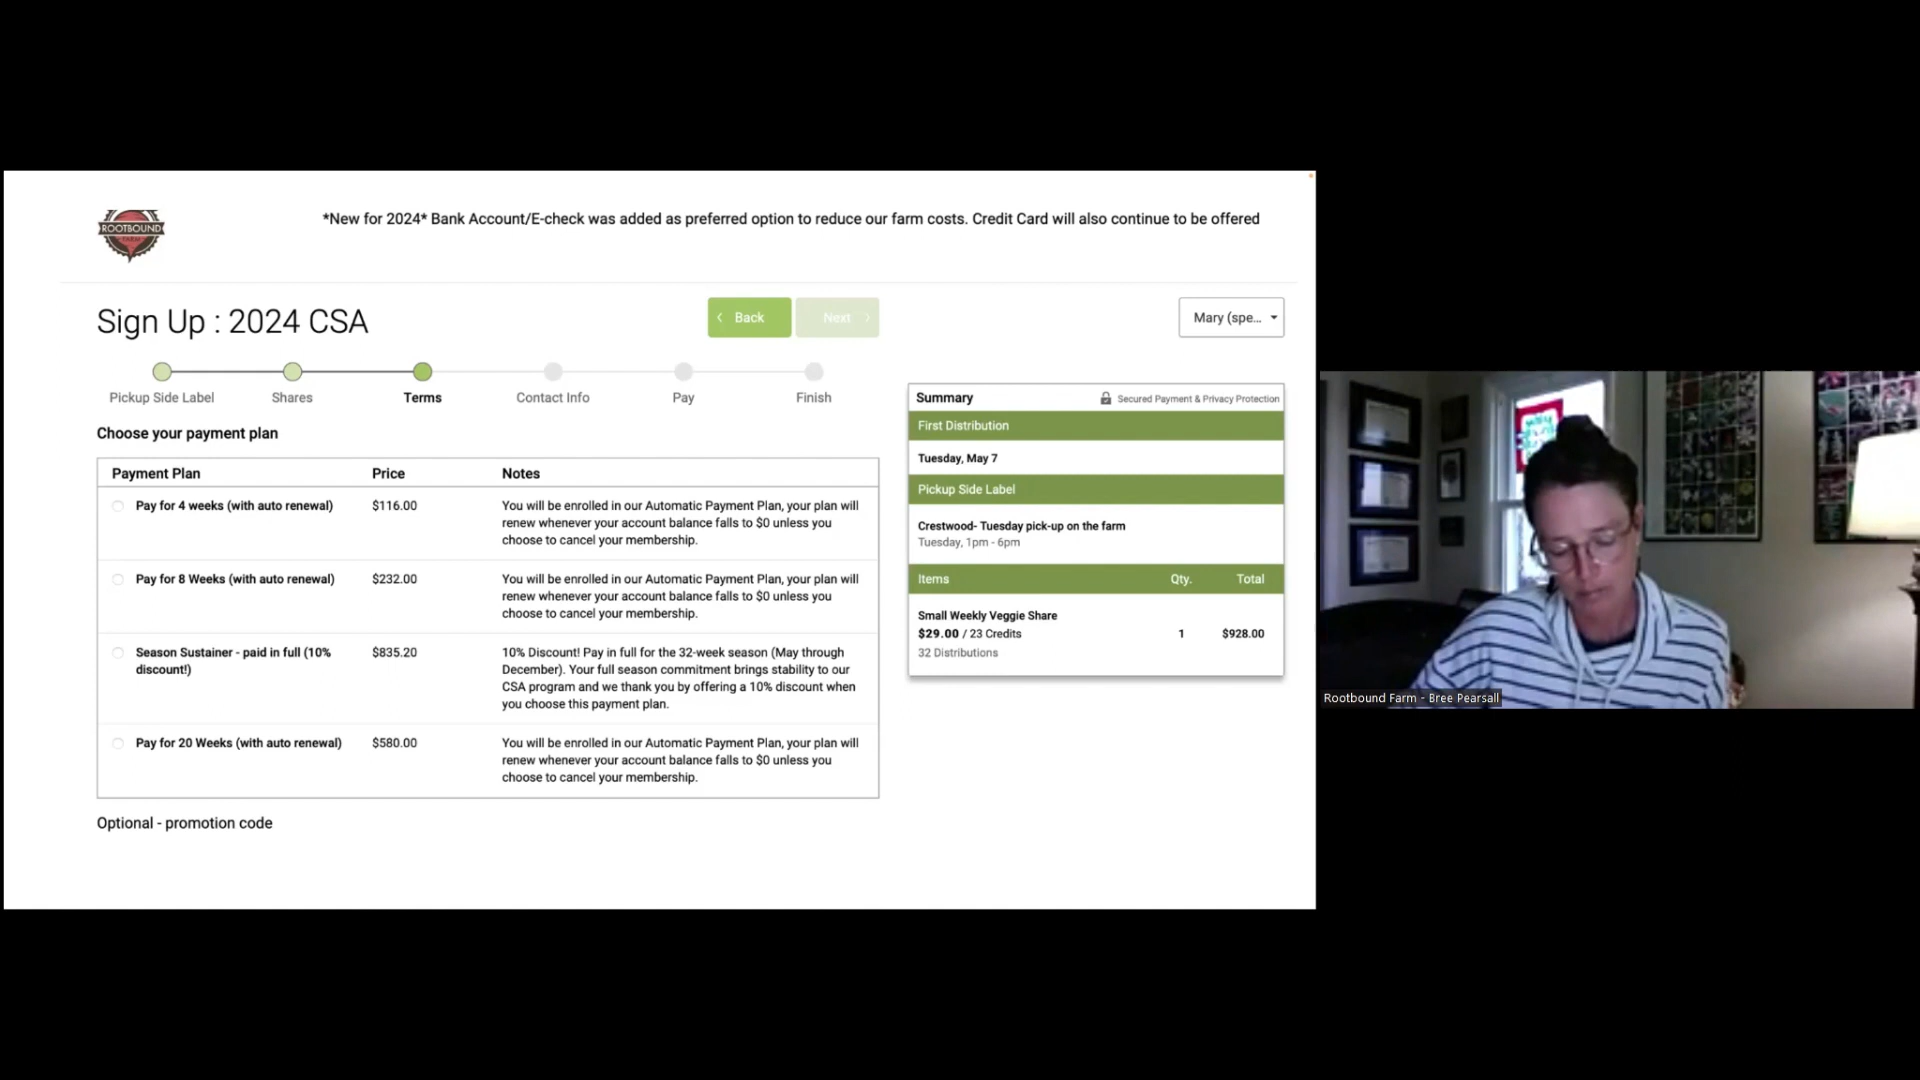 ROOTBOUND
*New for 2024* Bank Account/E-check was added as preferred option to reduce our farm costs. Credit Card will also continue to be offered
Sign Up : 2024 CSA
Back
Next
Mary (spe...
Pickup Side Label
Shares
Terms
Contact Info
Pay
Finish
Choose your payment plan
Payment Plan
Price
Notes
Pay for 4 weeks (with auto renewal)
$116.00
You will be enrolled in our Automatic Payment Plan, your plan will
renew whenever your account balance falls to $0 unless you
choose to cancel your membership.
Pay for 8 Weeks (with auto renewal)
$232.00
You will be enrolled in our Automatic Payment Plan, your plan will
renew whenever your account balance falls to $0 unless you
choose to cancel your membership.
Season Sustainer - paid in full (10%
discount!)
$835.20
10% Discount! Pay in full for the 32-week season (May through
December). Your full season commitment brings stability to our
CSA program and we thank you by offering a 10% discount when
you choose this payment plan.
Pay for 20 Weeks (with auto renewal)
$580.00
You will be enrolled in our Automatic Payment Plan, your plan will
renew whenever your account balance falls to $0 unless you
choose to cancel your membership.
Optional - promotion code
Summary
Secured Payment & Privacy Protection
First Distribution
Tuesday, May 7
Pickup Side Label
Crestwood- Tuesday pick-up on the farm
Tuesday, 1pm - 6pm
Items
Qty.
Total
Small Weekly Veggie Share
$29.00 / 23 Credits
1
$928.00
32 Distributions
Rootbound Farm - Bree Pearsall